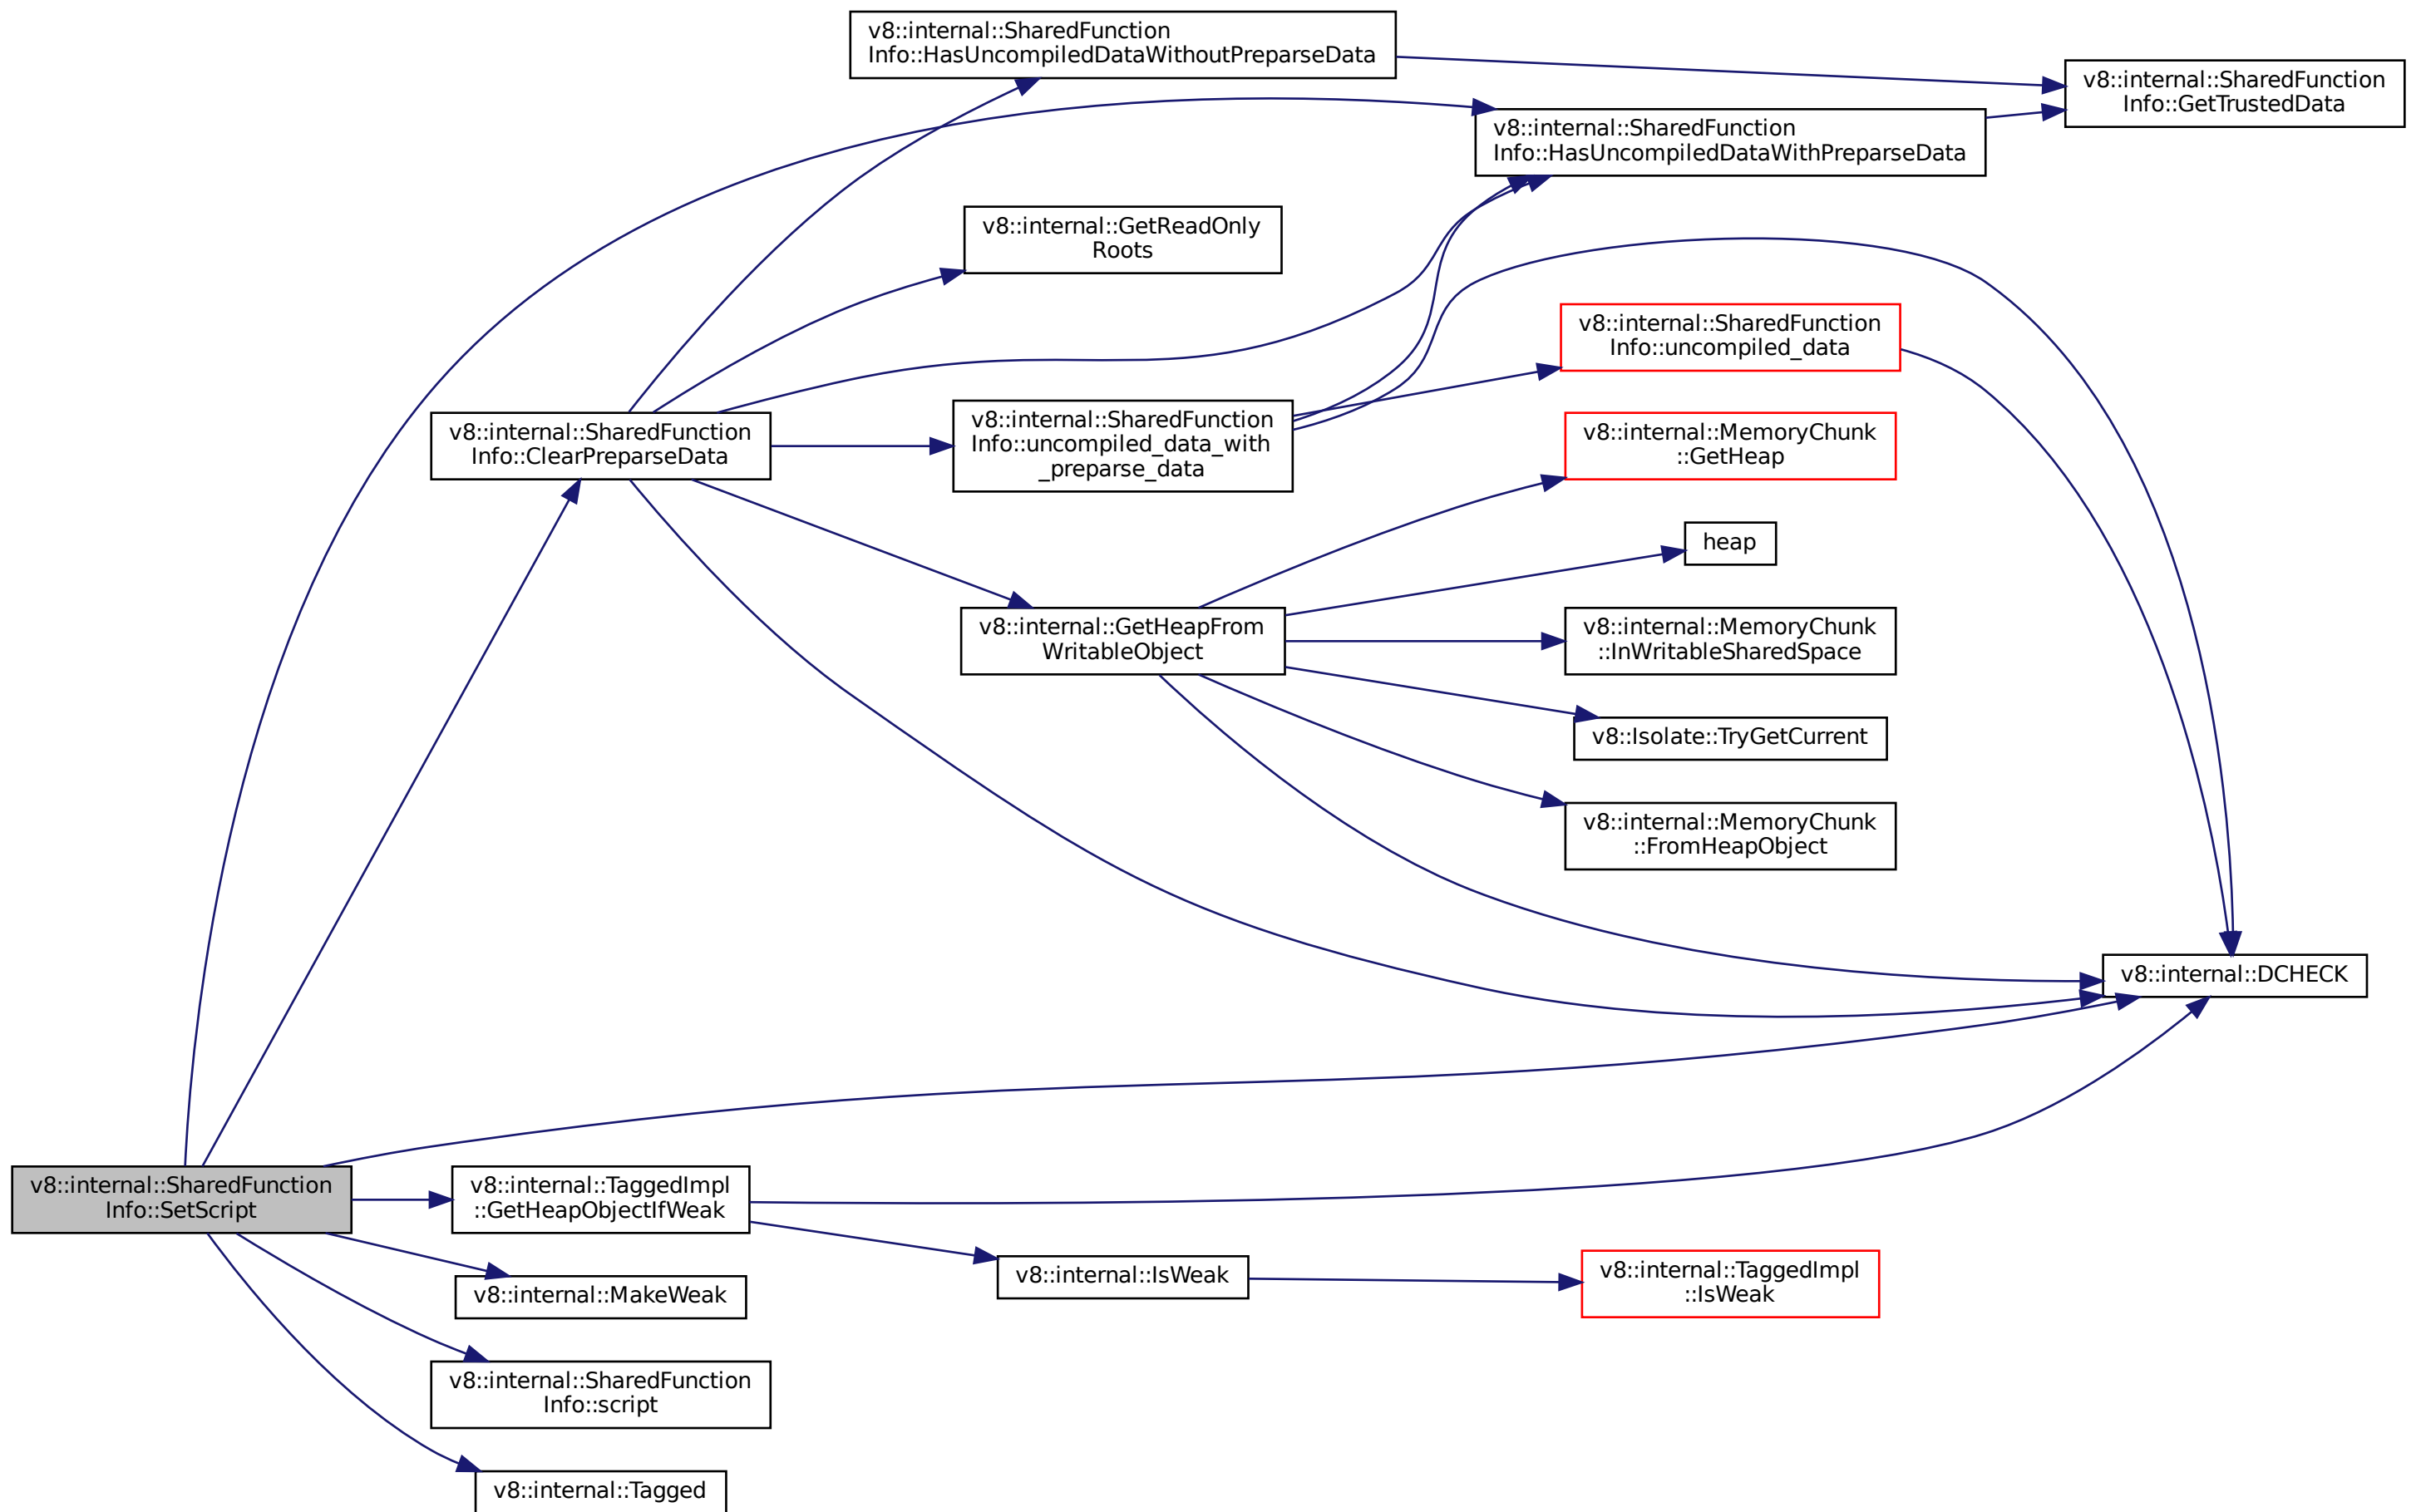 v8::internal::SharedFunction
Info::HasUncompiledDataWithoutPreparseData
v8::internal::SharedFunction
Info::GetTrustedData
v8::internal::SharedFunction
Info::HasUncompiledDataWithPreparseData
v8::internal::GetReadOnly
Roots
v8::internal::SharedFunction
Info::uncompiled_data
v8::internal::SharedFunction
Info::ClearPreparseData
v8::internal::SharedFunction
Info::uncompiled_data_with
_preparse_data
v8::internal::MemoryChunk
::GetHeap
heap
v8::internal::GetHeapFrom
WritableObject
v8::internal::MemoryChunk
::InWritableSharedSpace
v8::Isolate::TryGetCurrent
v8::internal::MemoryChunk
::FromHeapObject
v8::internal::DCHECK
v8::internal::SharedFunction
Info::SetScript
v8::internal::TaggedImpl
::GetHeapObjectIfWeak
v8::internal::IsWeak
v8::internal::TaggedImpl
::IsWeak
v8::internal::MakeWeak
v8::internal::SharedFunction
Info::script
v8::internal::Tagged